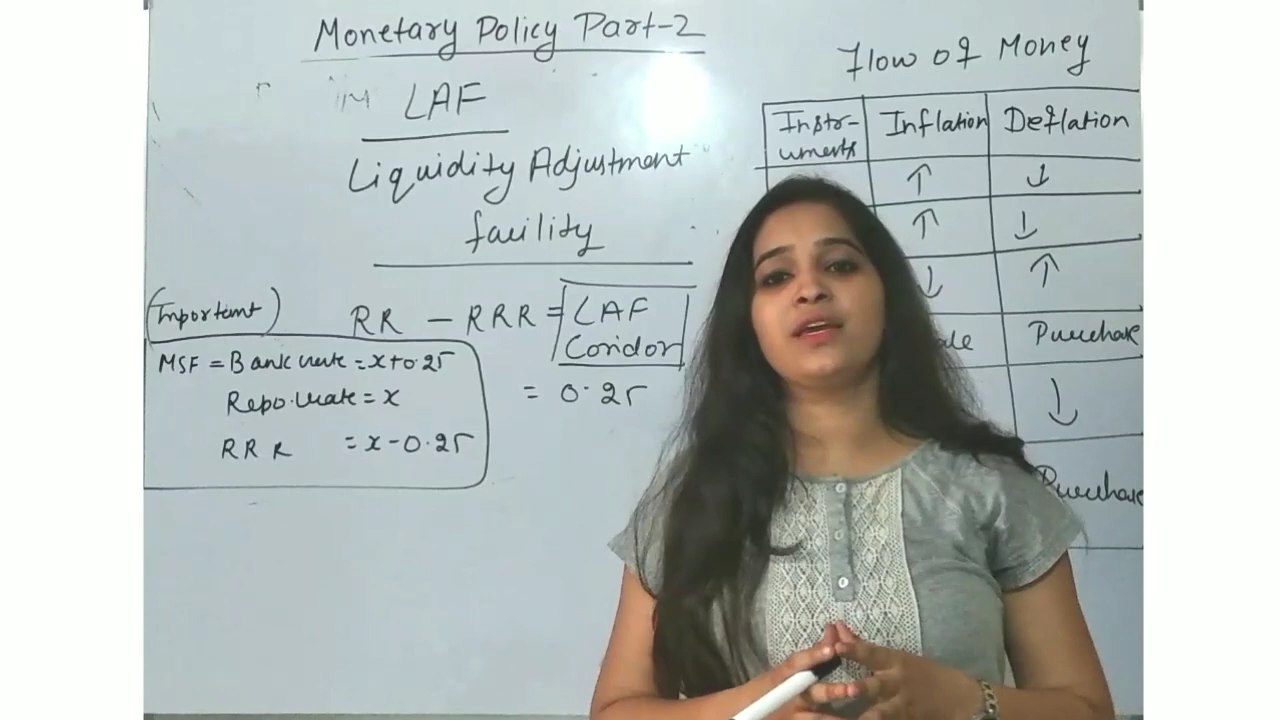 Monetary Policy Part-2
LAF
Liquidity Adjustment
facility
RR - RRR = LAF
Coridor
= 0.25
(Important)
MSF = Bank rate = x+0.25
Repo.rate = x
RRR = x-0.25
Flow of Money
Instr- Inflation Deflation
uments
↑ ↓
↑ ↓
↓ ↑
Purchase
↓
Purchase